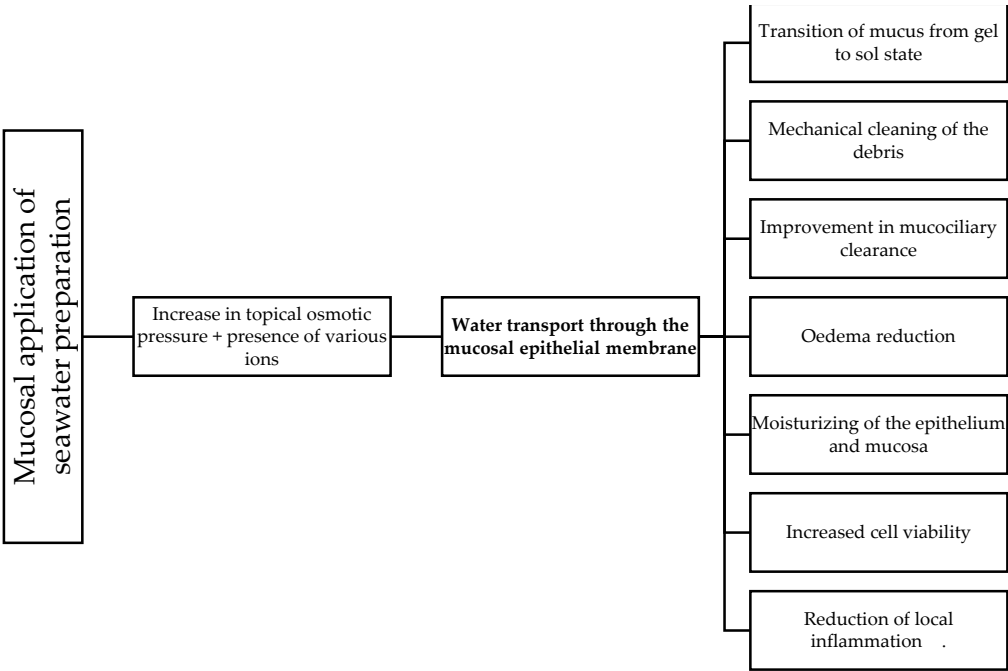 Mucosal application of
seawater preparation
Increase in topical osmotic
pressure + presence of various
ions
Water transport through the
mucosal epithelial membrane
Transition of mucus from gel
to sol state
Mechanical cleaning of the
debris
Improvement in mucociliary
clearance
Oedema reduction
Moisturizing of the epithelium
and mucosa
Increased cell viability
Reduction of local
inflammation .